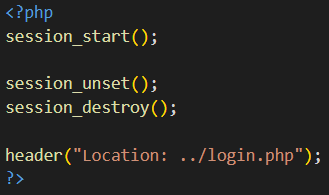 <?php
session_start();
session_unset();
session_destroy();
header("Location: ../login.php");
?>